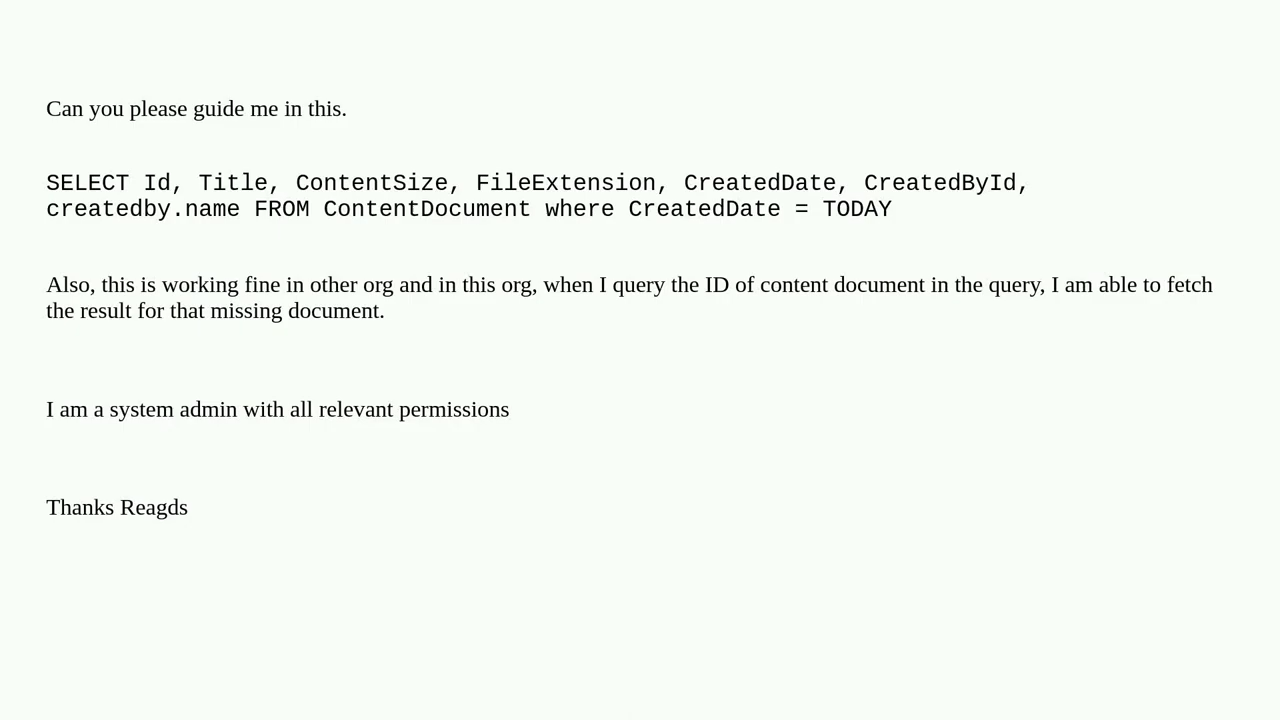 Can you please guide me in this.
SELECT Id, Title, ContentSize, FileExtension, CreatedDate, CreatedById,
createdby.name FROM ContentDocument where CreatedDate = TODAY
Also, this is working fine in other org and in this org, when I query the ID of content document in the query, I am able to fetch
the result for that missing document.
I am a system admin with all relevant permissions
Thanks Reagds